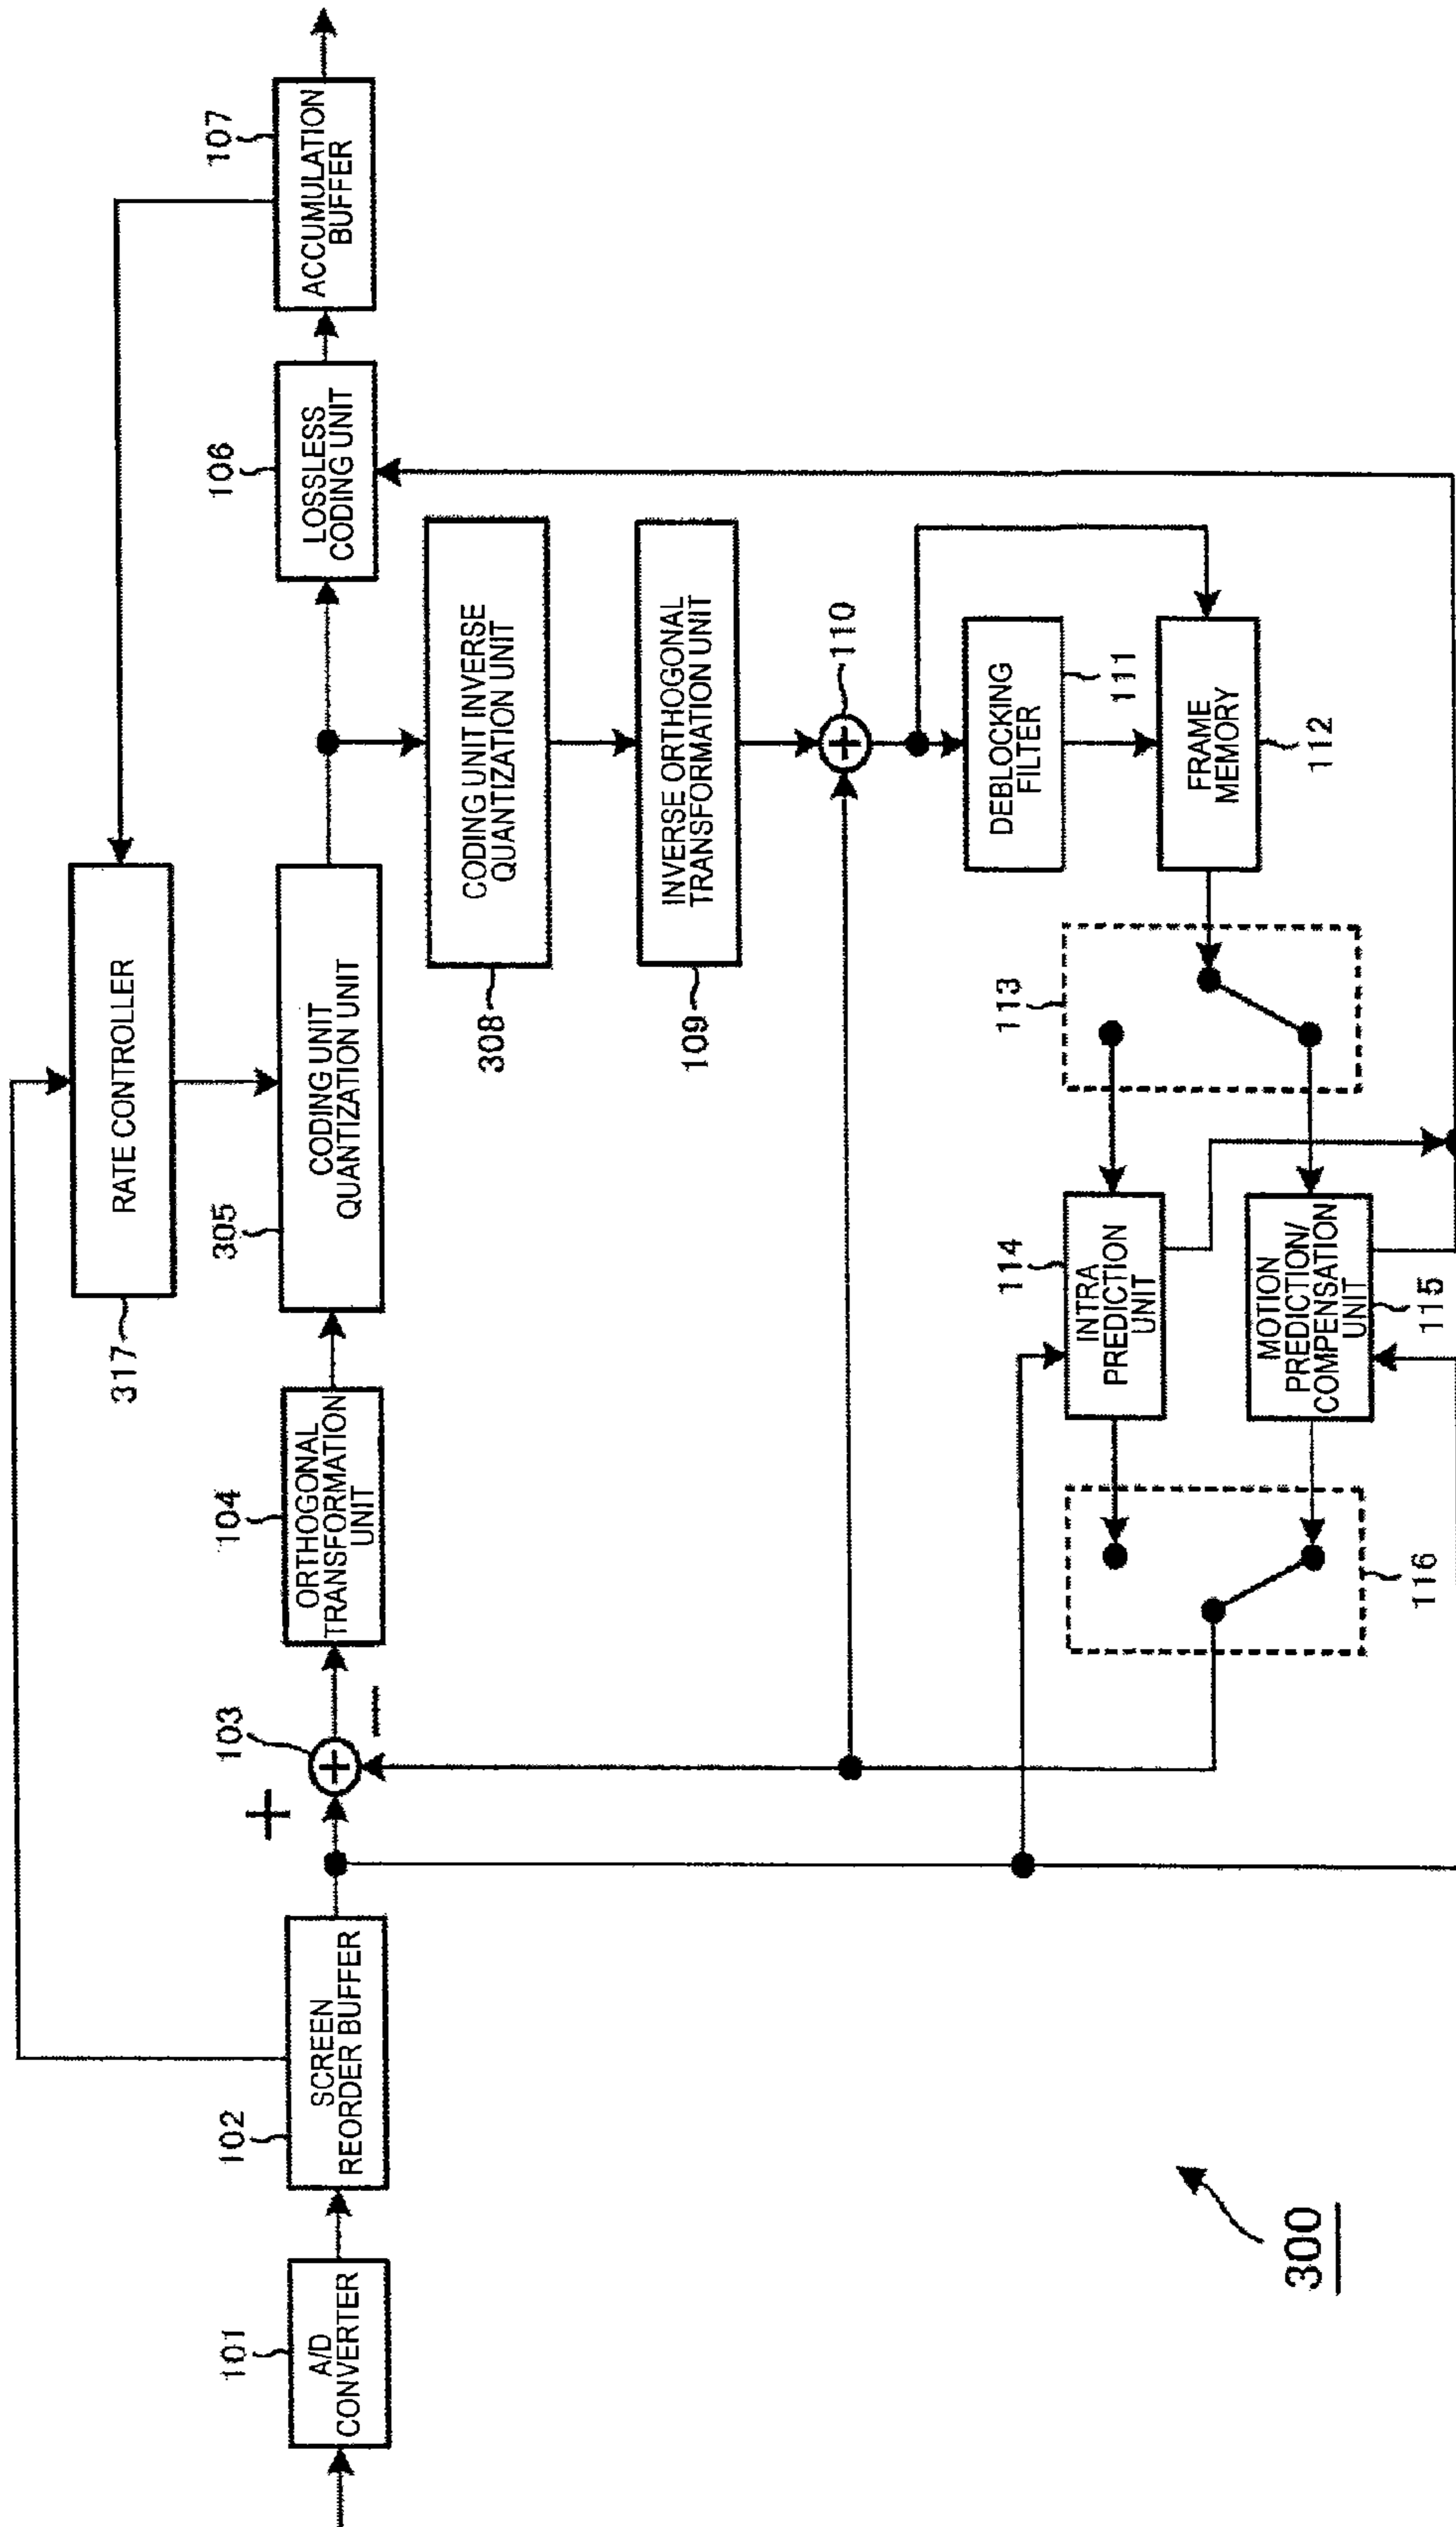 300
101
A/D
CONVERTER
102
SCREEN
REORDER BUFFER
103
+
−
104
ORTHOGONAL
TRANSFORMATION
UNIT
317
RATE CONTROLLER
305
CODING UNIT
QUANTIZATION UNIT
106
LOSSLESS
CODING UNIT
107
ACCUMULATION
BUFFER
308
CODING UNIT INVERSE
QUANTIZATION UNIT
109
INVERSE ORTHOGONAL
TRANSFORMATION UNIT
110
DEBLOCKING
FILTER
111
FRAME
MEMORY
112
113
114
INTRA
PREDICTION
UNIT
MOTION
PREDICTION/
COMPENSATION
UNIT
115
116